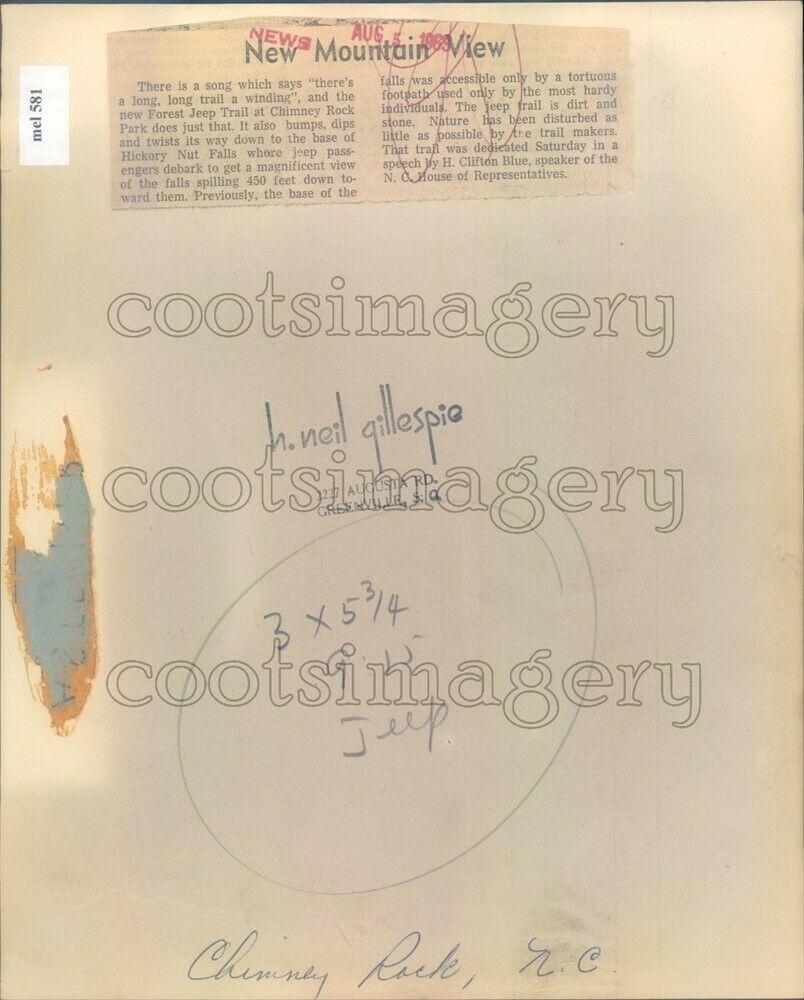 NEWS AUG 5 1963
New Mountain View
There is a song which says "there's
a long, long trail a winding", and the
new Forest Jeep Trail at Chimney Rock
Park does just that. It also bumps, dips
and twists its way down to the base of
Hickory Nut Falls where jeep pass-
engers debark to get a magnificent view
of the falls spilling 450 feet down to-
ward them. Previously, the base of the
falls was accessible only by a tortuous
footpath used only by the most hardy
individuals. The jeep trail is dirt and
stone. Nature has been disturbed as
little as possible by the trail makers.
That trail was dedicated Saturday in a
speech by H. Clifton Blue, speaker of the
N. C. House of Representatives.
mel 581
cootsimagery
h. neil gillespie
cootsimagery
AUGUSTA RD.
GREENVILLE, S. C.
3 x 5 3/4
cootsimagery
Jeep
Chimney Rock, N.C.